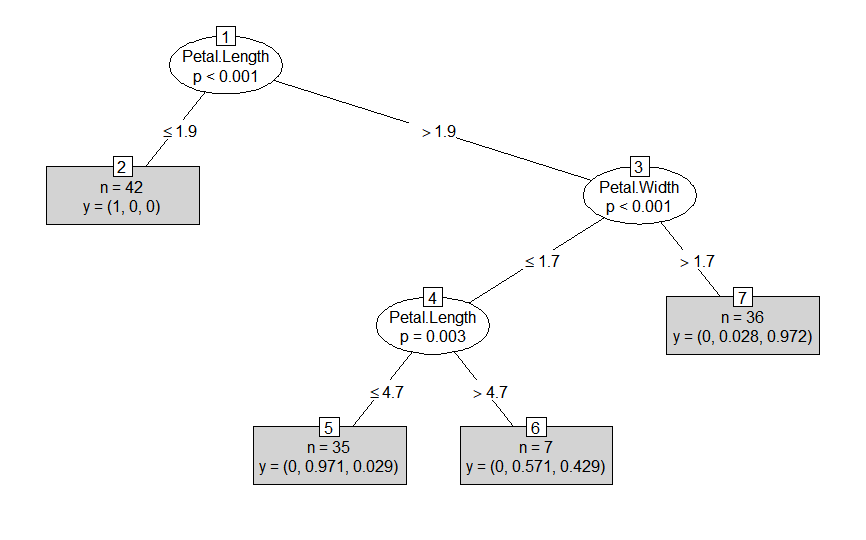 1
Petal.Length
p < 0.001
≤ 1.9
> 1.9
2
n = 42
y = (1, 0, 0)
3
Petal.Width
p < 0.001
≤ 1.7
> 1.7
4
Petal.Length
p = 0.003
7
n = 36
y = (0, 0.028, 0.972)
≤ 4.7
> 4.7
5
n = 35
y = (0, 0.971, 0.029)
6
n = 7
y = (0, 0.571, 0.429)